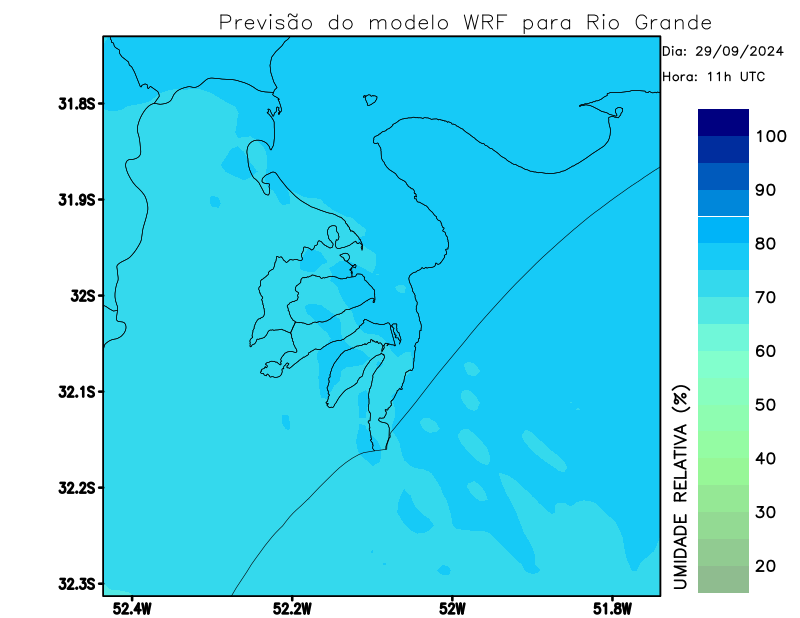 Previsão do modelo WRF para Rio Grande
Dia: 29/09/2024
Hora: 11h UTC
31.8S
31.9S
32S
32.1S
32.2S
32.3S
52.4W
52.2W
52W
51.8W
100
90
80
70
60
50
40
30
20
UMIDADE RELATIVA (%)